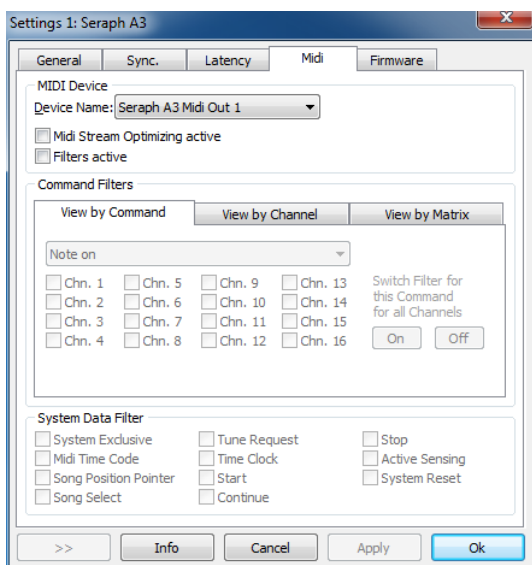 Settings 1: Seraph A3
General Sync. Latency Midi Firmware
MIDI Device
Device Name: Seraph A3 Midi Out 1
Midi Stream Optimizing active
Filters active
Command Filters
View by Command View by Channel View by Matrix
Note on
Chn. 1 Chn. 5 Chn. 9 Chn. 13
Chn. 2 Chn. 6 Chn. 10 Chn. 14
Chn. 3 Chn. 7 Chn. 11 Chn. 15
Chn. 4 Chn. 8 Chn. 12 Chn. 16
Switch Filter for
this Command
for all Channels
On Off
System Data Filter
System Exclusive Tune Request Stop
Midi Time Code Time Clock Active Sensing
Song Position Pointer Start System Reset
Song Select Continue
>> Info Cancel Apply Ok